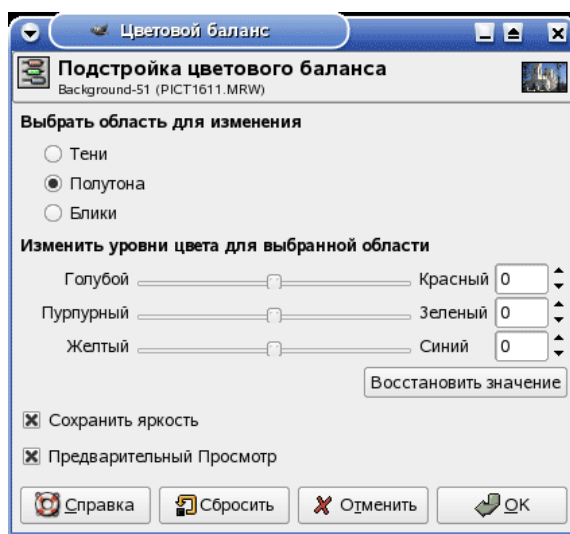 Цветовой баланс
Подстройка цветового баланса
Background-51 (PICT1611.MRW)
Выбрать область для изменения
Тени
Полутона
Блики
Изменить уровни цвета для выбранной области
Голубой Красный 0
Пурпурный Зеленый 0
Желтый Синий 0
Восстановить значение
Сохранить яркость
Предварительный Просмотр
Справка Сбросить Отменить OK